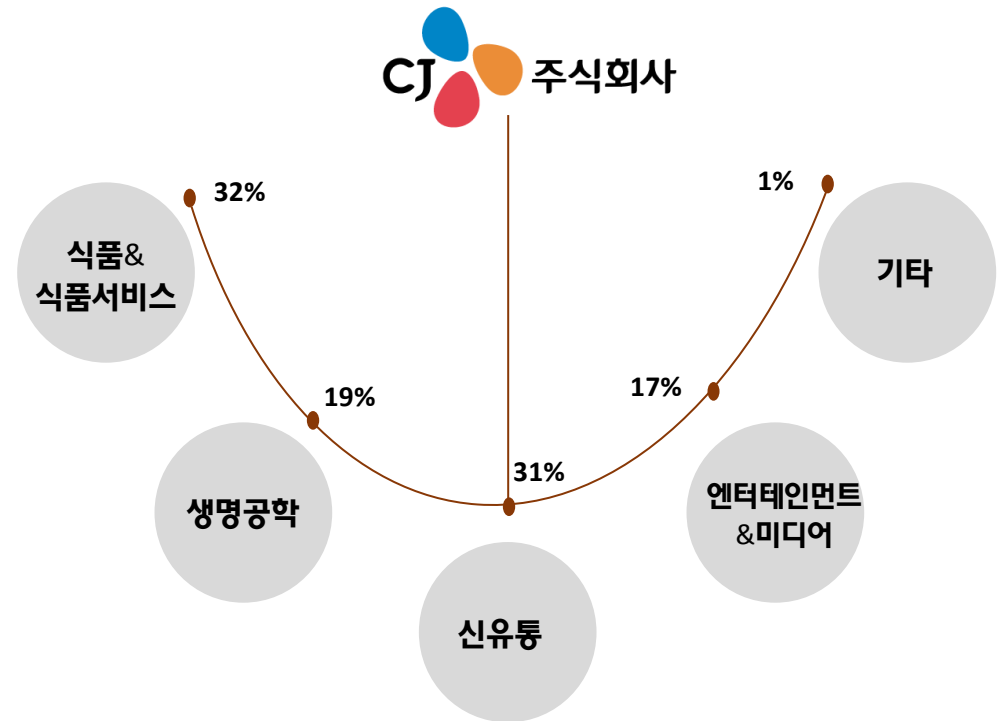 CJ 주식회사
32%
식품&
식품서비스
19%
생명공학
31%
신유통
17%
엔터테인먼트
&미디어
1%
기타